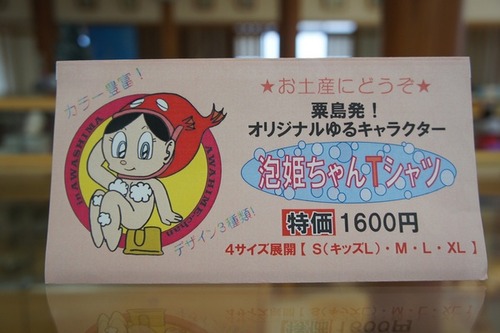 カラー豊富!
★お土産にどうぞ★
粟島発!
オリジナルゆるキャラクター
泡姫ちゃんTシャツ
特価 1600円
4サイズ展開【 S(キッズL)・M・L・XL 】
in AWASHIMA
AWAHIME-chan
デザイン3種類!